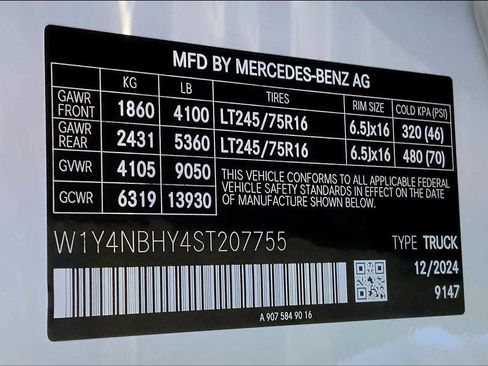 MFD BY MERCEDES-BENZ AG
KG LB TIRES RIM SIZE COLD KPA (PSI)
GAWR FRONT 1860 4100 LT245/75R16 6.5Jx16 320 (46)
GAWR REAR 2431 5360 LT245/75R16 6.5Jx16 480 (70)
GVWR 4105 9050
GCWR 6319 13930
THIS VEHICLE CONFORMS TO ALL APPLICABLE FEDERAL
VEHICLE SAFETY STANDARDS IN EFFECT ON THE DATE
OF MANUFACTURE SHOWN ABOVE.
W1Y4NBHY4ST207755 TYPE TRUCK
12/2024
9147
A 907 584 90 16